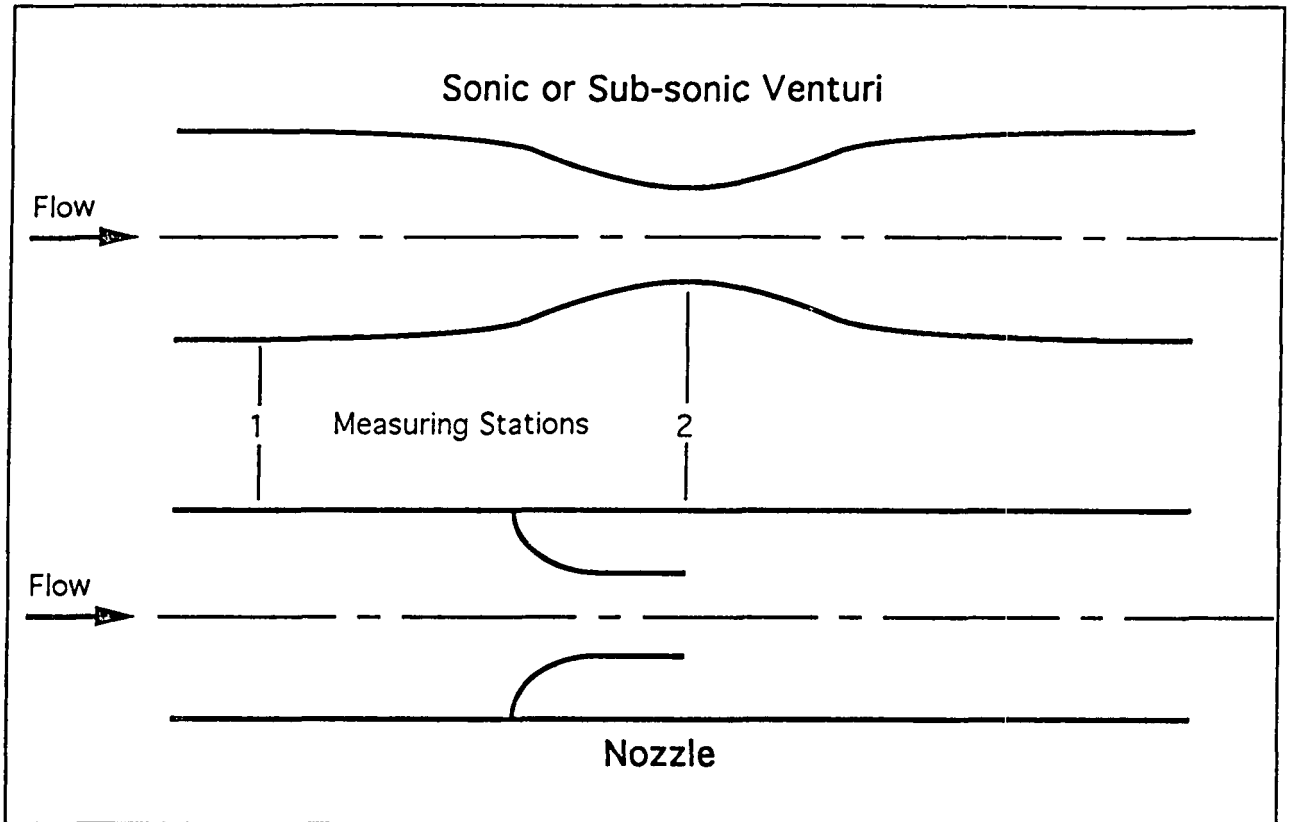 Sonic or Sub-sonic Venturi
Flow
1 Measuring Stations 2
Flow
Nozzle